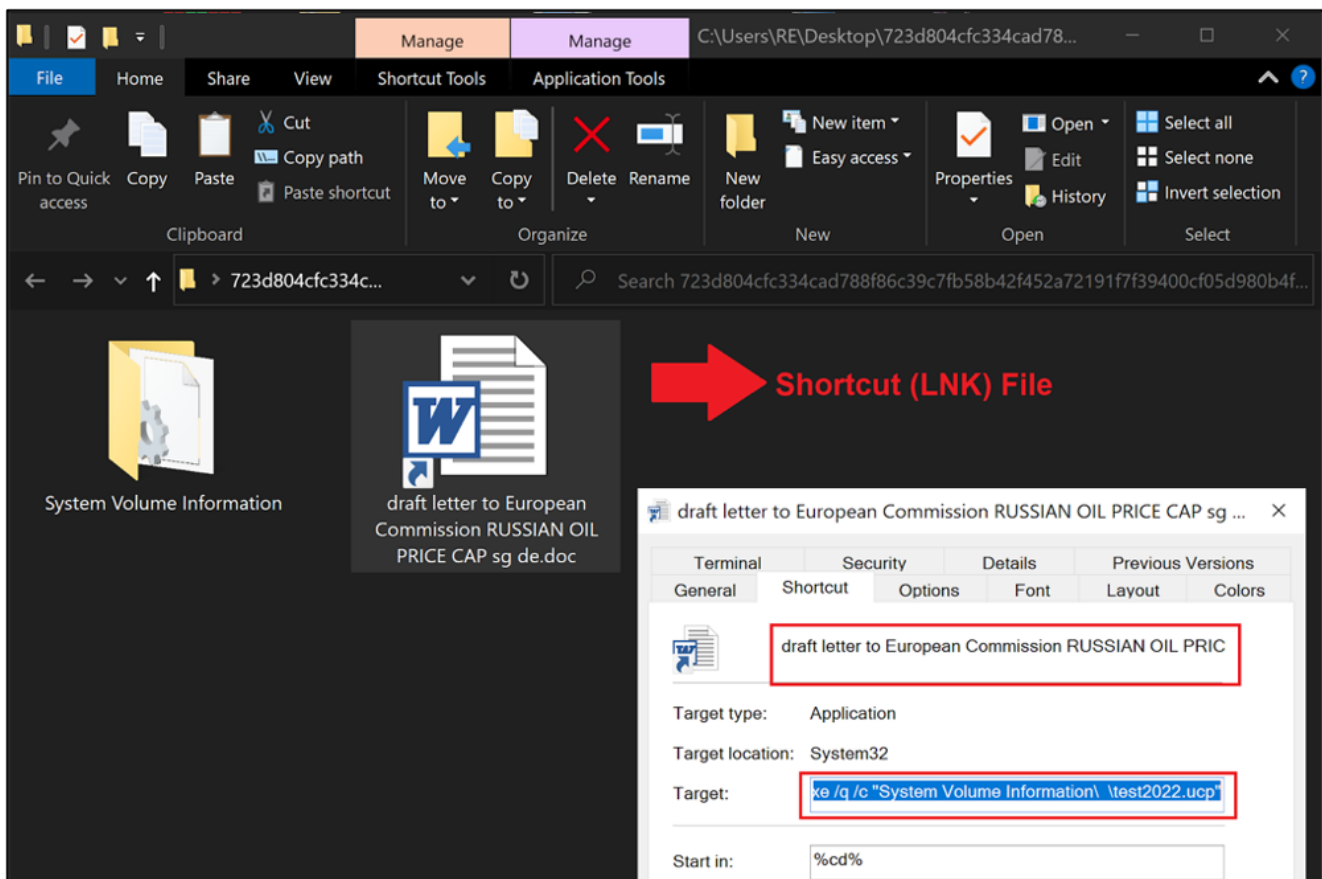 Manage
Manage
C:\Users\RE\Desktop\723d804cfc334cad78...
File
Home
Share
View
Shortcut Tools
Application Tools
Pin to Quick access
Copy
Paste
Cut
Copy path
Paste shortcut
Clipboard
Move to
Copy to
Delete
Rename
Organize
New folder
New item
Easy access
New
Properties
Open
Edit
History
Open
Select all
Select none
Invert selection
Select
723d804cfc334c...
Search 723d804cfc334cad788f86c39c7fb58b42f452a72191f7f39400cf05d980b4f...
System Volume Information
draft letter to European
Commission RUSSIAN OIL
PRICE CAP sg de.doc
Shortcut (LNK) File
draft letter to European Commission RUSSIAN OIL PRICE CAP sg ...
Terminal
Security
Details
Previous Versions
General
Shortcut
Options
Font
Layout
Colors
draft letter to European Commission RUSSIAN OIL PRIC
Target type: Application
Target location: System32
Target: xe /q /c "System Volume Information\ \test2022.ucp"
Start in: %cd%